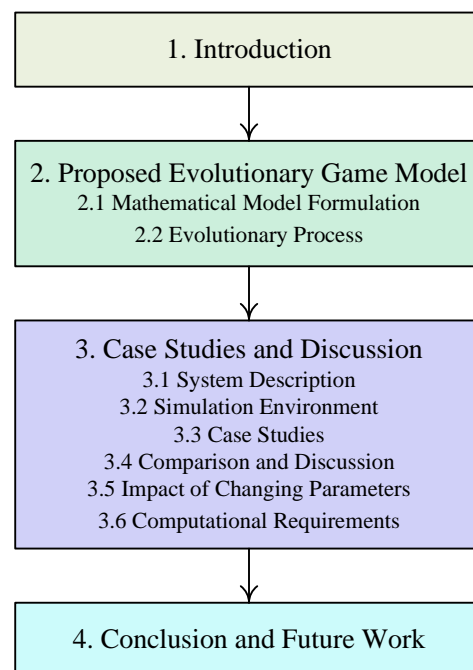 1. Introduction
2. Proposed Evolutionary Game Model
2.1 Mathematical Model Formulation
2.2 Evolutionary Process
3. Case Studies and Discussion
3.1 System Description
3.2 Simulation Environment
3.3 Case Studies
3.4 Comparison and Discussion
3.5 Impact of Changing Parameters
3.6 Computational Requirements
4. Conclusion and Future Work